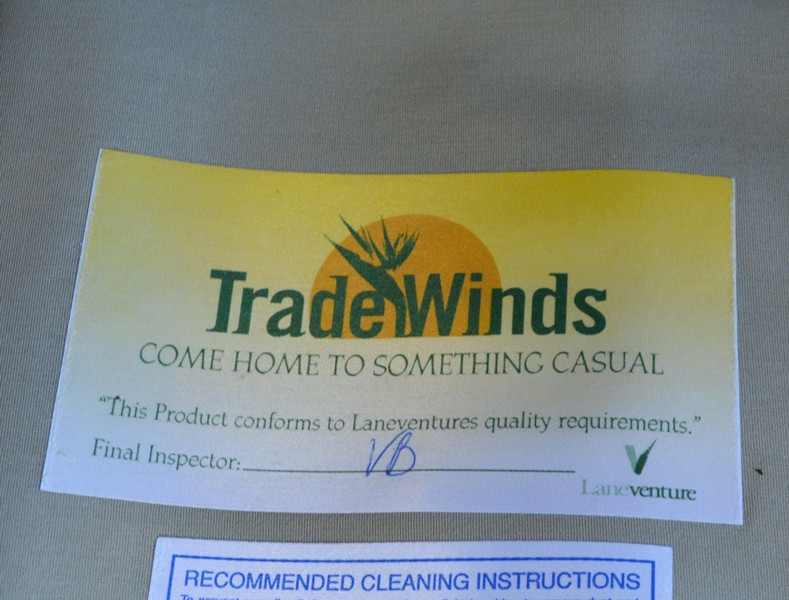 TradeWinds
COME HOME TO SOMETHING CASUAL
"This Product conforms to Laneventures quality requirements."
Final Inspector: VB
Laneventure
RECOMMENDED CLEANING INSTRUCTIONS